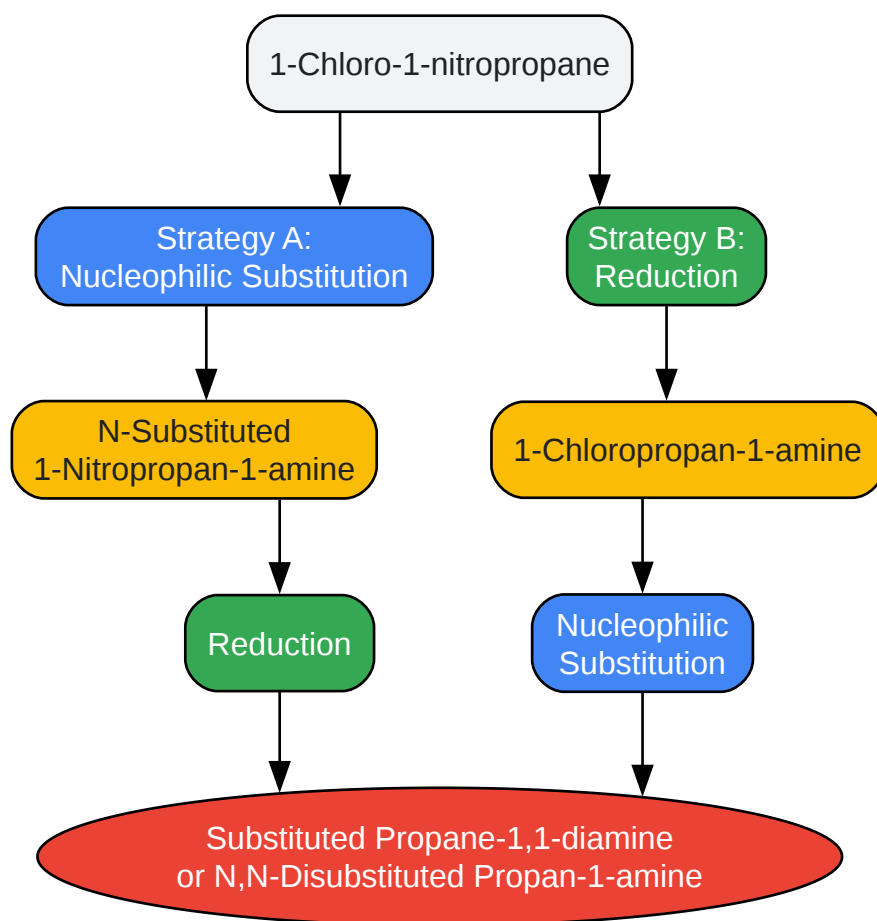 1-Chloro-1-nitropropane
Strategy A:
Nucleophilic Substitution
Strategy B:
Reduction
N-Substituted
1-Nitropropan-1-amine
1-Chloropropan-1-amine
Reduction
Nucleophilic
Substitution
Substituted Propane-1,1-diamine
or N,N-Disubstituted Propan-1-amine